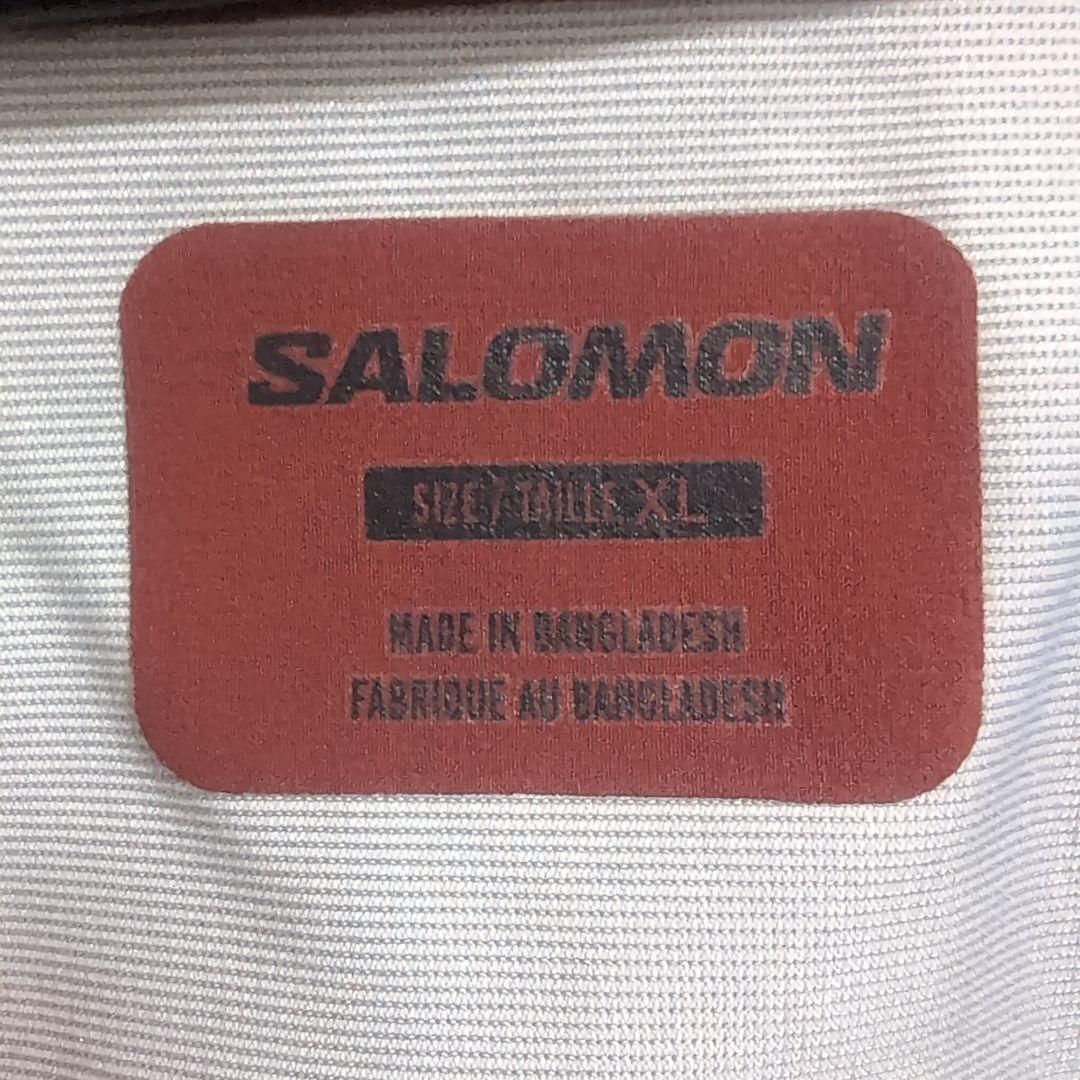 SALOMON
SIZE / TAILLE XL
MADE IN BANGLADESH
FABRIQUE AU BANGLADESH